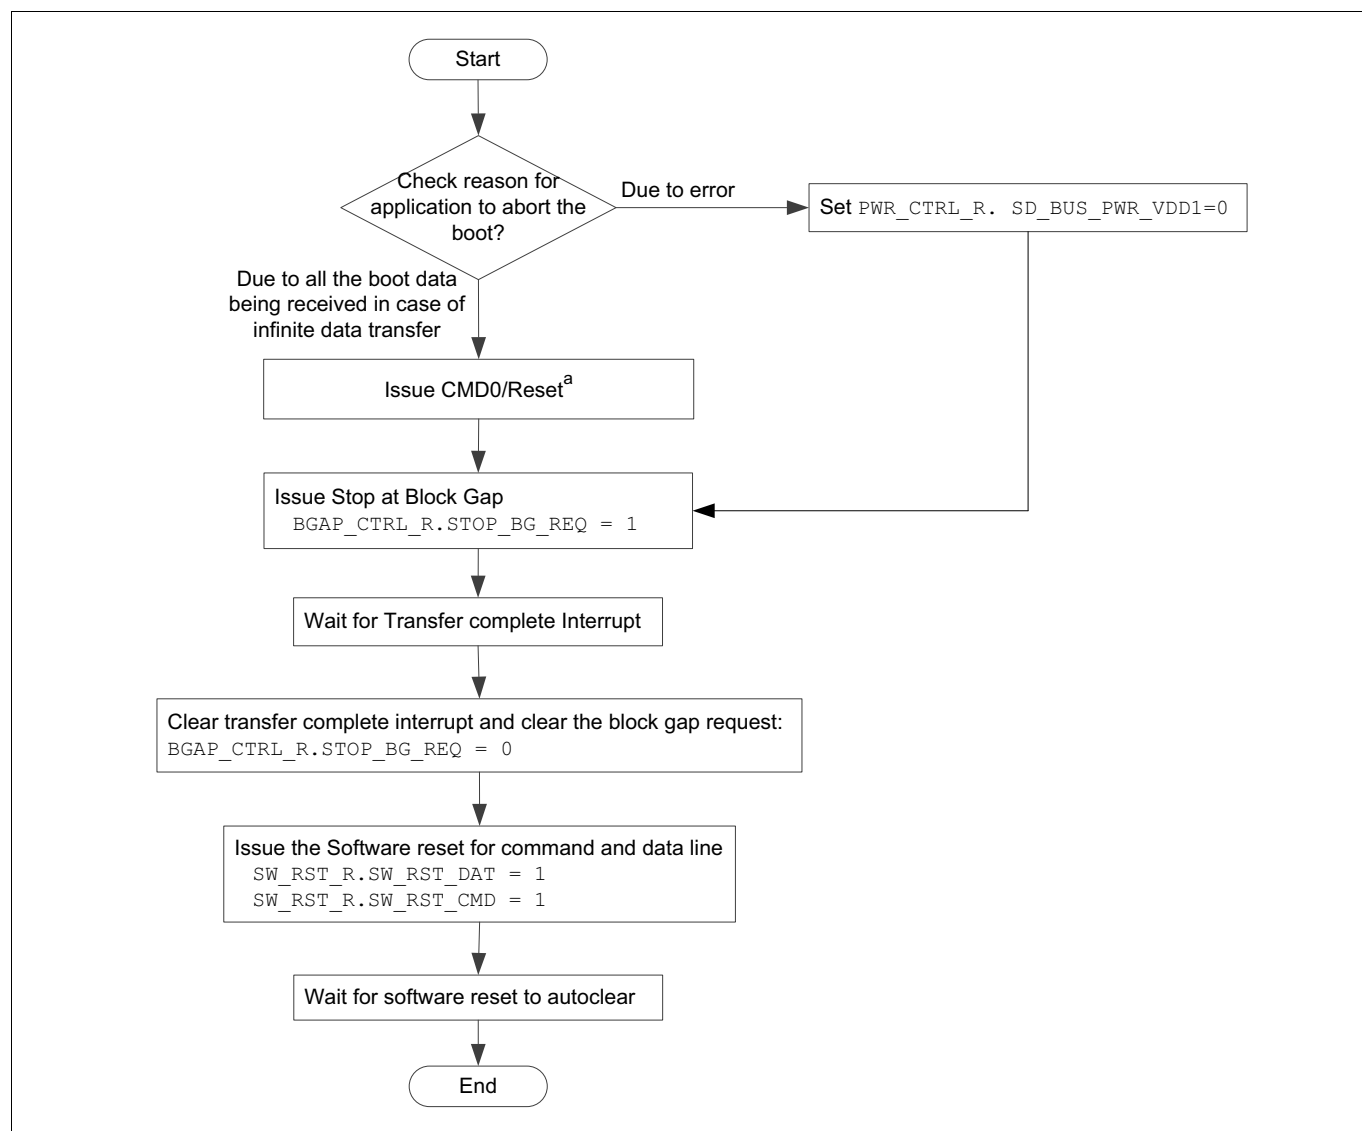 Start
Check reason for
application to abort the
boot?
Due to error
Set PWR_CTRL_R. SD_BUS_PWR_VDD1=0
Due to all the boot data
being received in case of
infinite data transfer
Issue CMD0/Reset^a
Issue Stop at Block Gap
BGAP_CTRL_R.STOP_BG_REQ = 1
Wait for Transfer complete Interrupt
Clear transfer complete interrupt and clear the block gap request:
BGAP_CTRL_R.STOP_BG_REQ = 0
Issue the Software reset for command and data line
SW_RST_R.SW_RST_DAT = 1
SW_RST_R.SW_RST_CMD = 1
Wait for software reset to autoclear
End